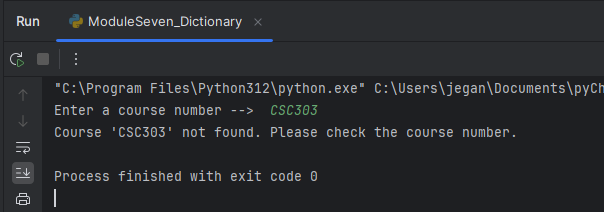 Run ModuleSeven_Dictionary
"C:\Program Files\Python312\python.exe" C:\Users\jegan\Documents\pyCh
Enter a course number --> CSC303
Course 'CSC303' not found. Please check the course number.
Process finished with exit code 0